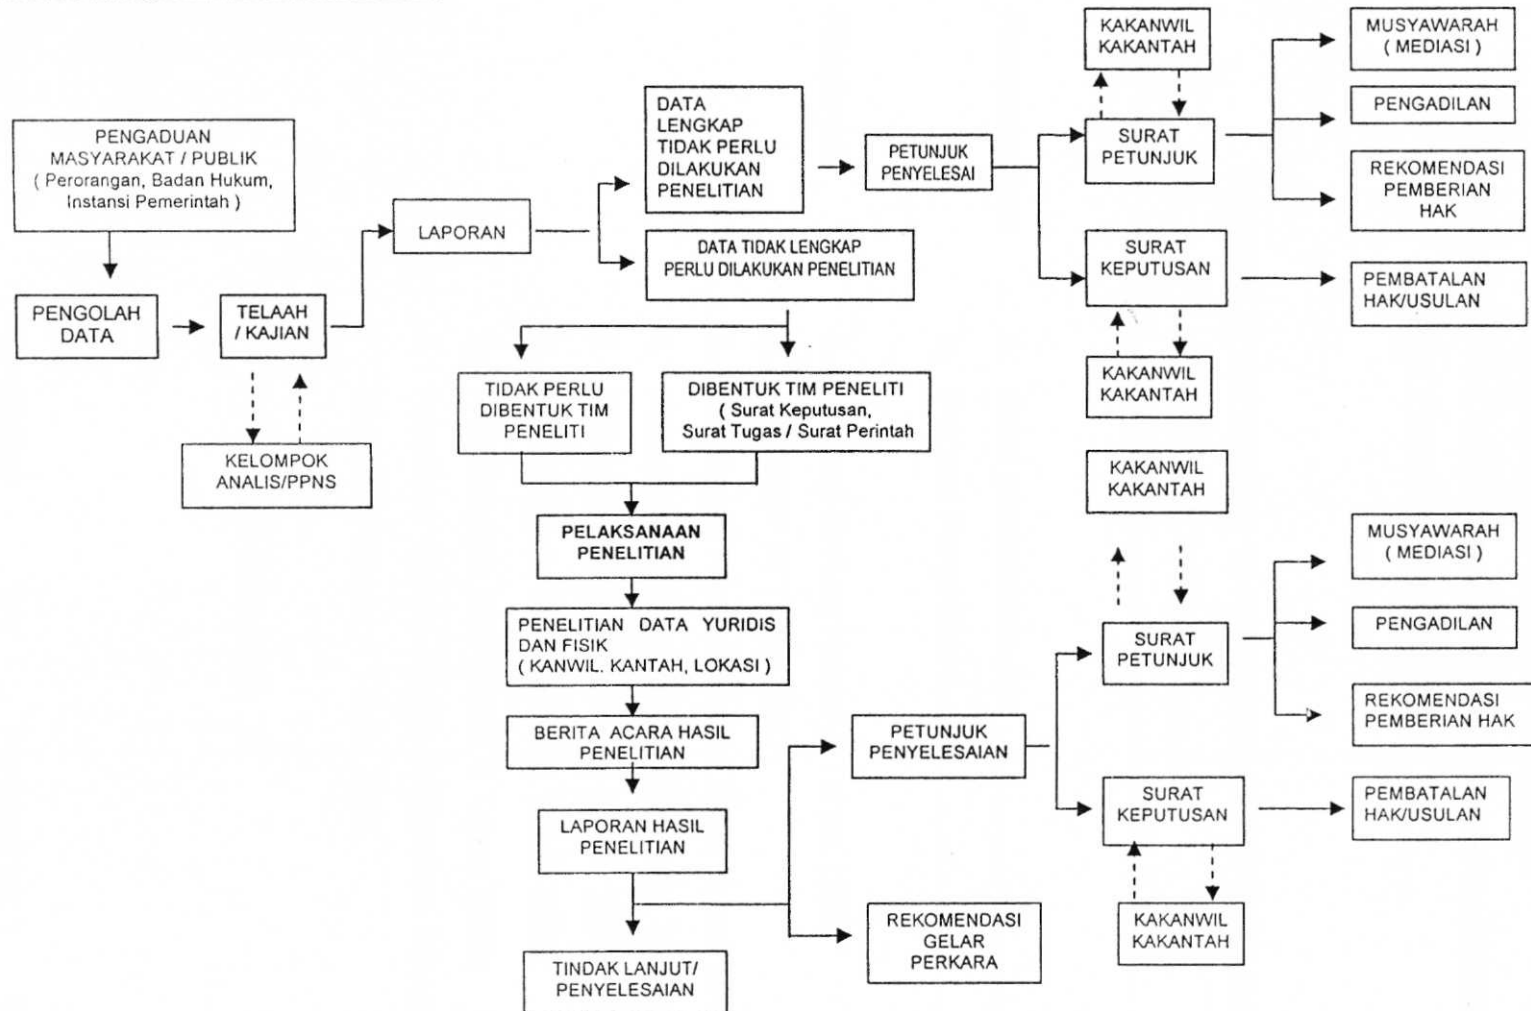 PENGADUAN
MASYARAKAT / PUBLIK
( Perorangan, Badan Hukum,
Instansi Pemerintah )
PENGOLAH
DATA
TELAAH
/ KAJIAN
KELOMPOK
ANALIS/PPNS
LAPORAN
DATA
LENGKAP
TIDAK PERLU
DILAKUKAN
PENELITIAN
DATA TIDAK LENGKAP
PERLU DILAKUKAN PENELITIAN
PETUNJUK
PENYELESAI
KAKANWIL
KAKANTAH
SURAT
PETUNJUK
MUSYAWARAH
( MEDIASI )
PENGADILAN
REKOMENDASI
PEMBERIAN
HAK
SURAT
KEPUTUSAN
PEMBATALAN
HAK/USULAN
KAKANWIL
KAKANTAH
TIDAK PERLU
DIBENTUK TIM
PENELITI
DIBENTUK TIM PENELITI
( Surat Keputusan,
Surat Tugas / Surat Perintah
PELAKSANAAN
PENELITIAN
PENELITIAN DATA YURIDIS
DAN FISIK
( KANWIL. KANTAH, LOKASI )
BERITA ACARA HASIL
PENELITIAN
LAPORAN HASIL
PENELITIAN
TINDAK LANJUT/
PENYELESAIAN
PETUNJUK
PENYELESAIAN
REKOMENDASI
GELAR
PERKARA
KAKANWIL
KAKANTAH
SURAT
PETUNJUK
MUSYAWARAH
( MEDIASI )
PENGADILAN
REKOMENDASI
PEMBERIAN HAK
SURAT
KEPUTUSAN
PEMBATALAN
HAK/USULAN
KAKANWIL
KAKANTAH